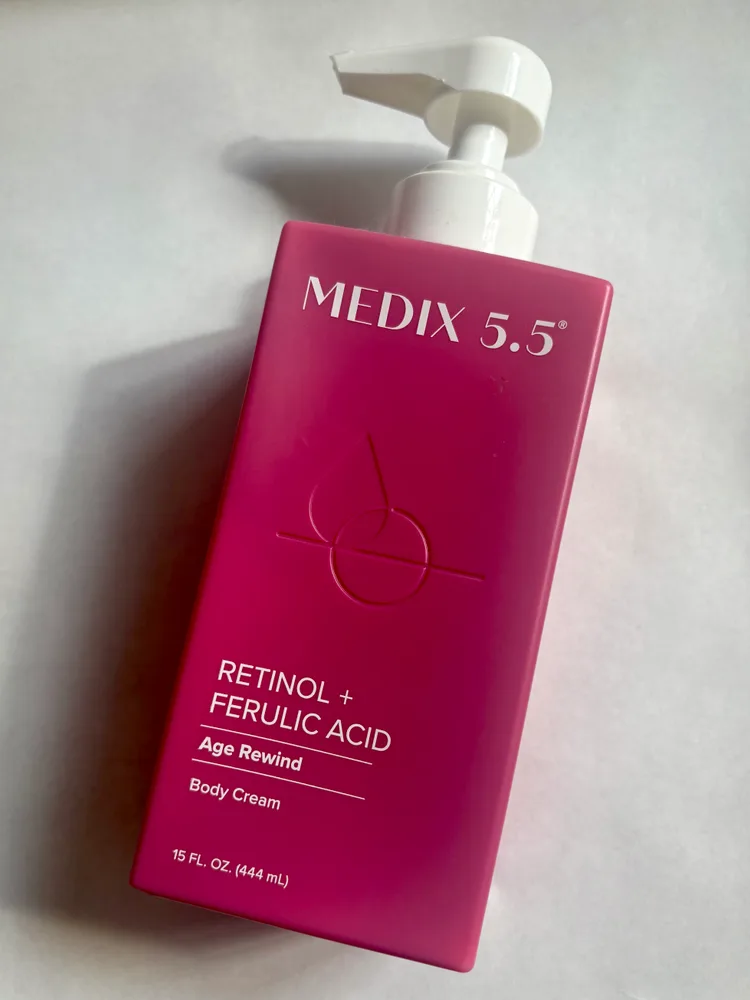 MEDIX 5.5®
RETINOL +
FERULIC ACID
Age Rewind
Body Cream
15 FL. OZ. (444 mL)